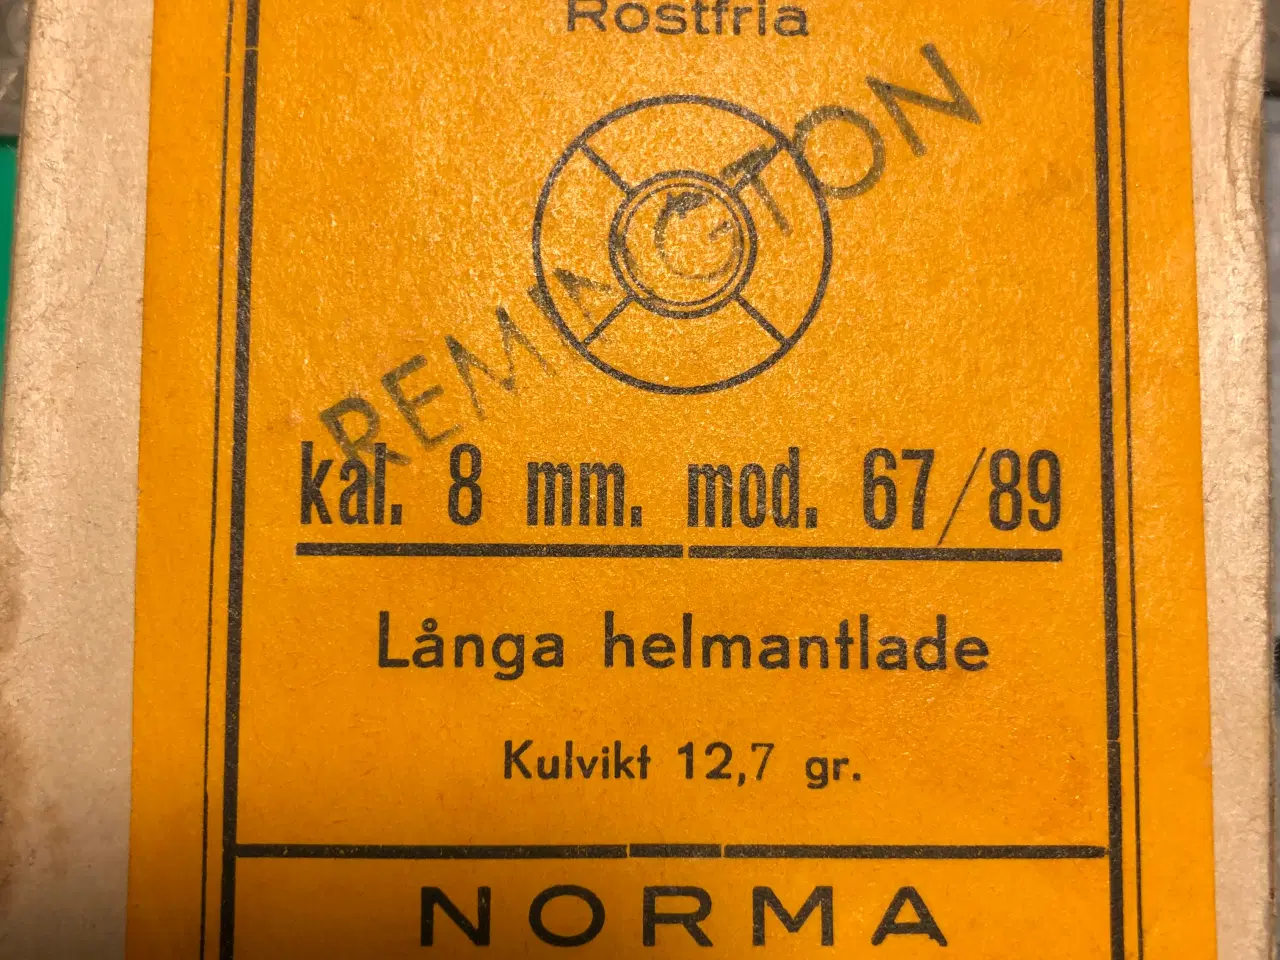 Rostfria
REMINGTON
kal. 8 mm. mod. 67/89
Långa helmantlade
Kulvikt 12,7 gr.
NORMA